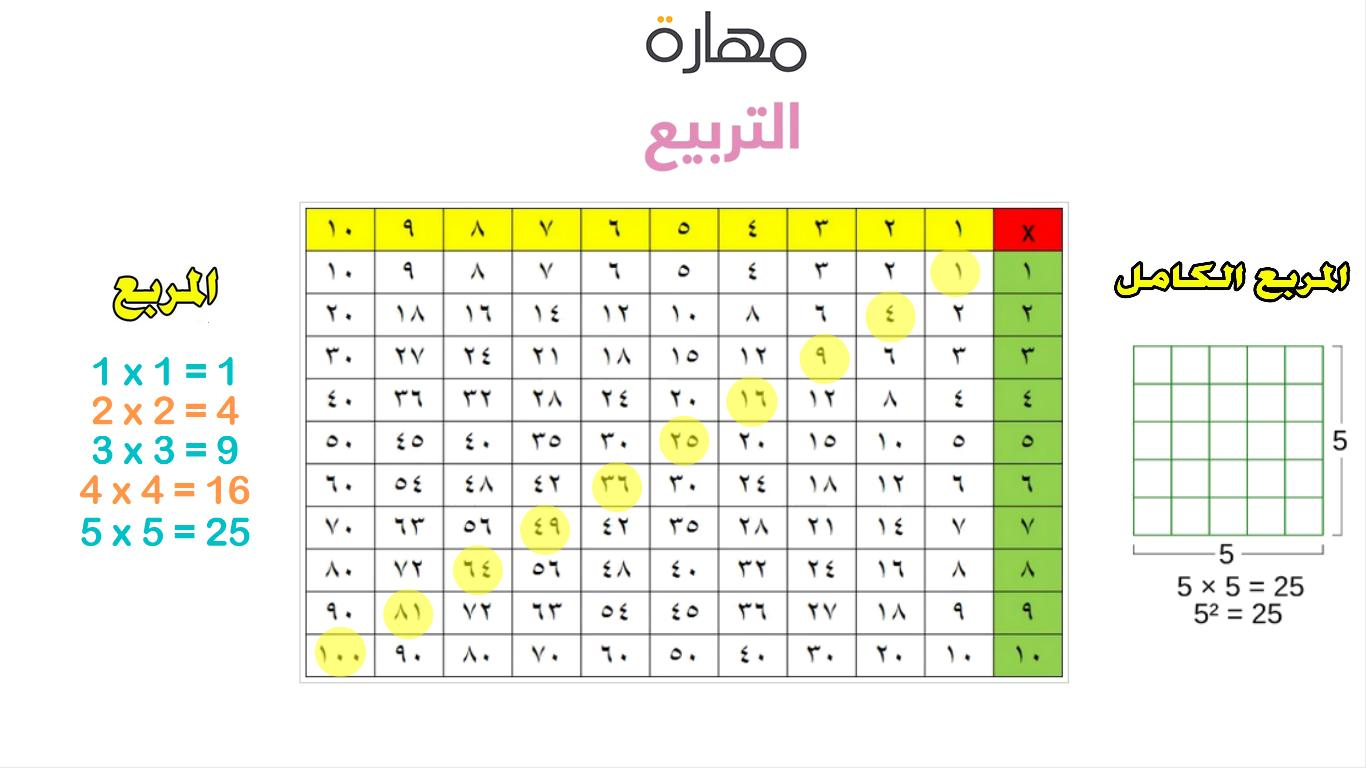 مهارة
التربيع
المربع الكامل
5
5
5 × 5 = 25
5² = 25
x ١ ٢ ٣ ٤ ٥ ٦ ٧ ٨ ٩ ١٠
١ ١ ٢ ٣ ٤ ٥ ٦ ٧ ٨ ٩ ١٠
٢ ٢ ٤ ٦ ٨ ١٠ ١٢ ١٤ ١٦ ١٨ ٢٠
٣ ٣ ٦ ٩ ١٢ ١٥ ١٨ ٢١ ٢٤ ٢٧ ٣٠
٤ ٤ ٨ ١٢ ١٦ ٢٠ ٢٤ ٢٨ ٣٢ ٣٦ ٤٠
٥ ٥ ١٠ ١٥ ٢٠ ٢٥ ٣٠ ٣٥ ٤٠ ٤٥ ٥٠
٦ ٦ ١٢ ١٨ ٢٤ ٣٠ ٣٦ ٤٢ ٤٨ ٥٤ ٦٠
٧ ٧ ١٤ ٢١ ٢٨ ٣٥ ٤٢ ٤٩ ٥٦ ٦٣ ٧٠
٨ ٨ ١٦ ٢٤ ٣٢ ٤٠ ٤٨ ٥٦ ٦٤ ٧٢ ٨٠
٩ ٩ ١٨ ٢٧ ٣٦ ٤٥ ٥٤ ٦٣ ٧٢ ٨١ ٩٠
١٠ ١٠ ٢٠ ٣٠ ٤٠ ٥٠ ٦٠ ٧٠ ٨٠ ٩٠ ١٠٠
المربع
1 x 1 = 1
2 x 2 = 4
3 x 3 = 9
4 x 4 = 16
5 x 5 = 25